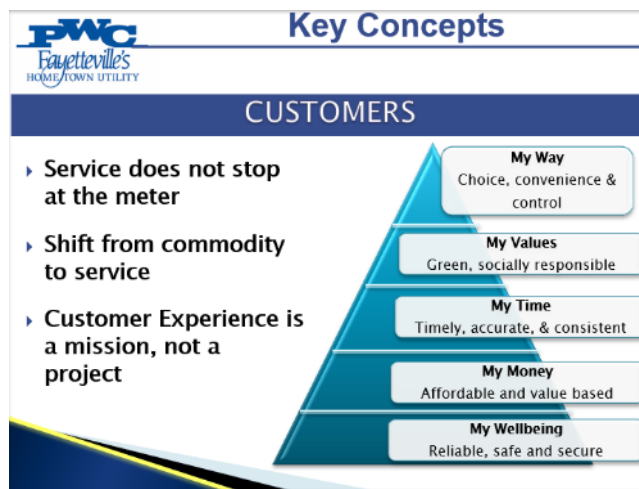 PWC
Fayetteville's
HOME TOWN UTILITY
Key Concepts
CUSTOMERS
Service does not stop
at the meter
Shift from commodity
to service
Customer Experience is
a mission, not a
project
My Way
Choice, convenience &
control
My Values
Green, socially responsible
My Time
Timely, accurate, & consistent
My Money
Affordable and value based
My Wellbeing
Reliable, safe and secure